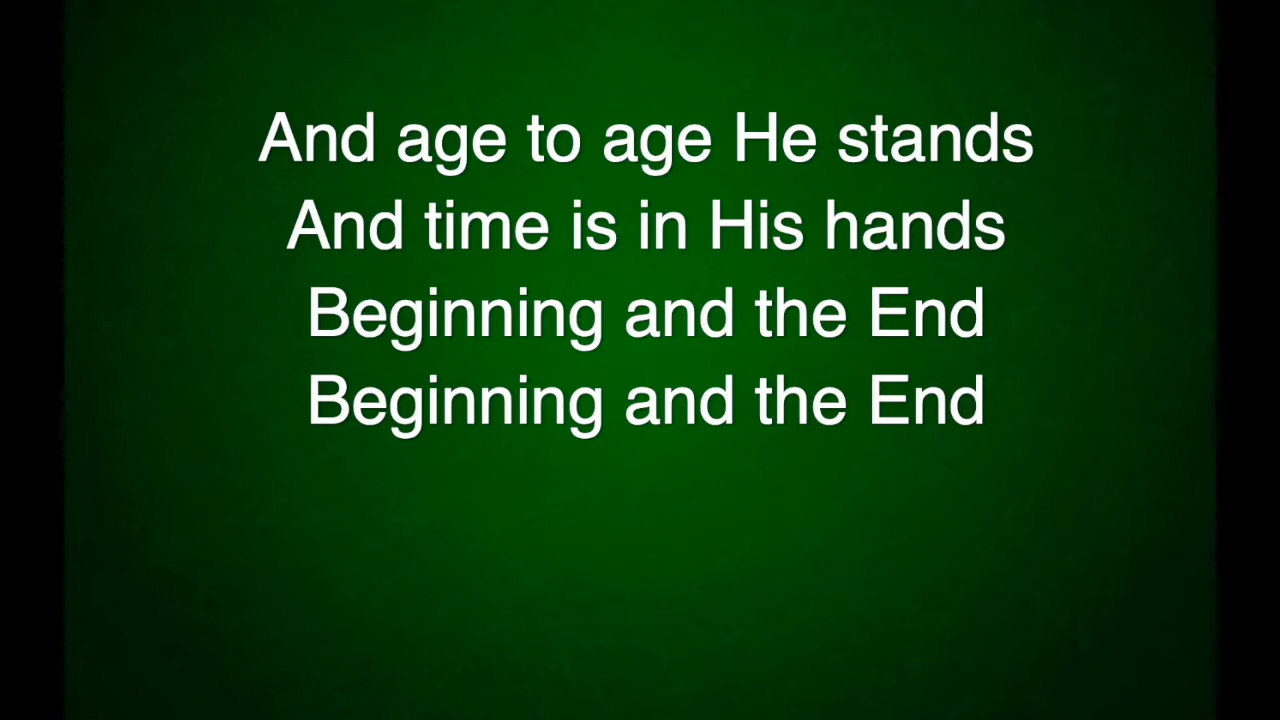 And age to age He stands
And time is in His hands
Beginning and the End
Beginning and the End